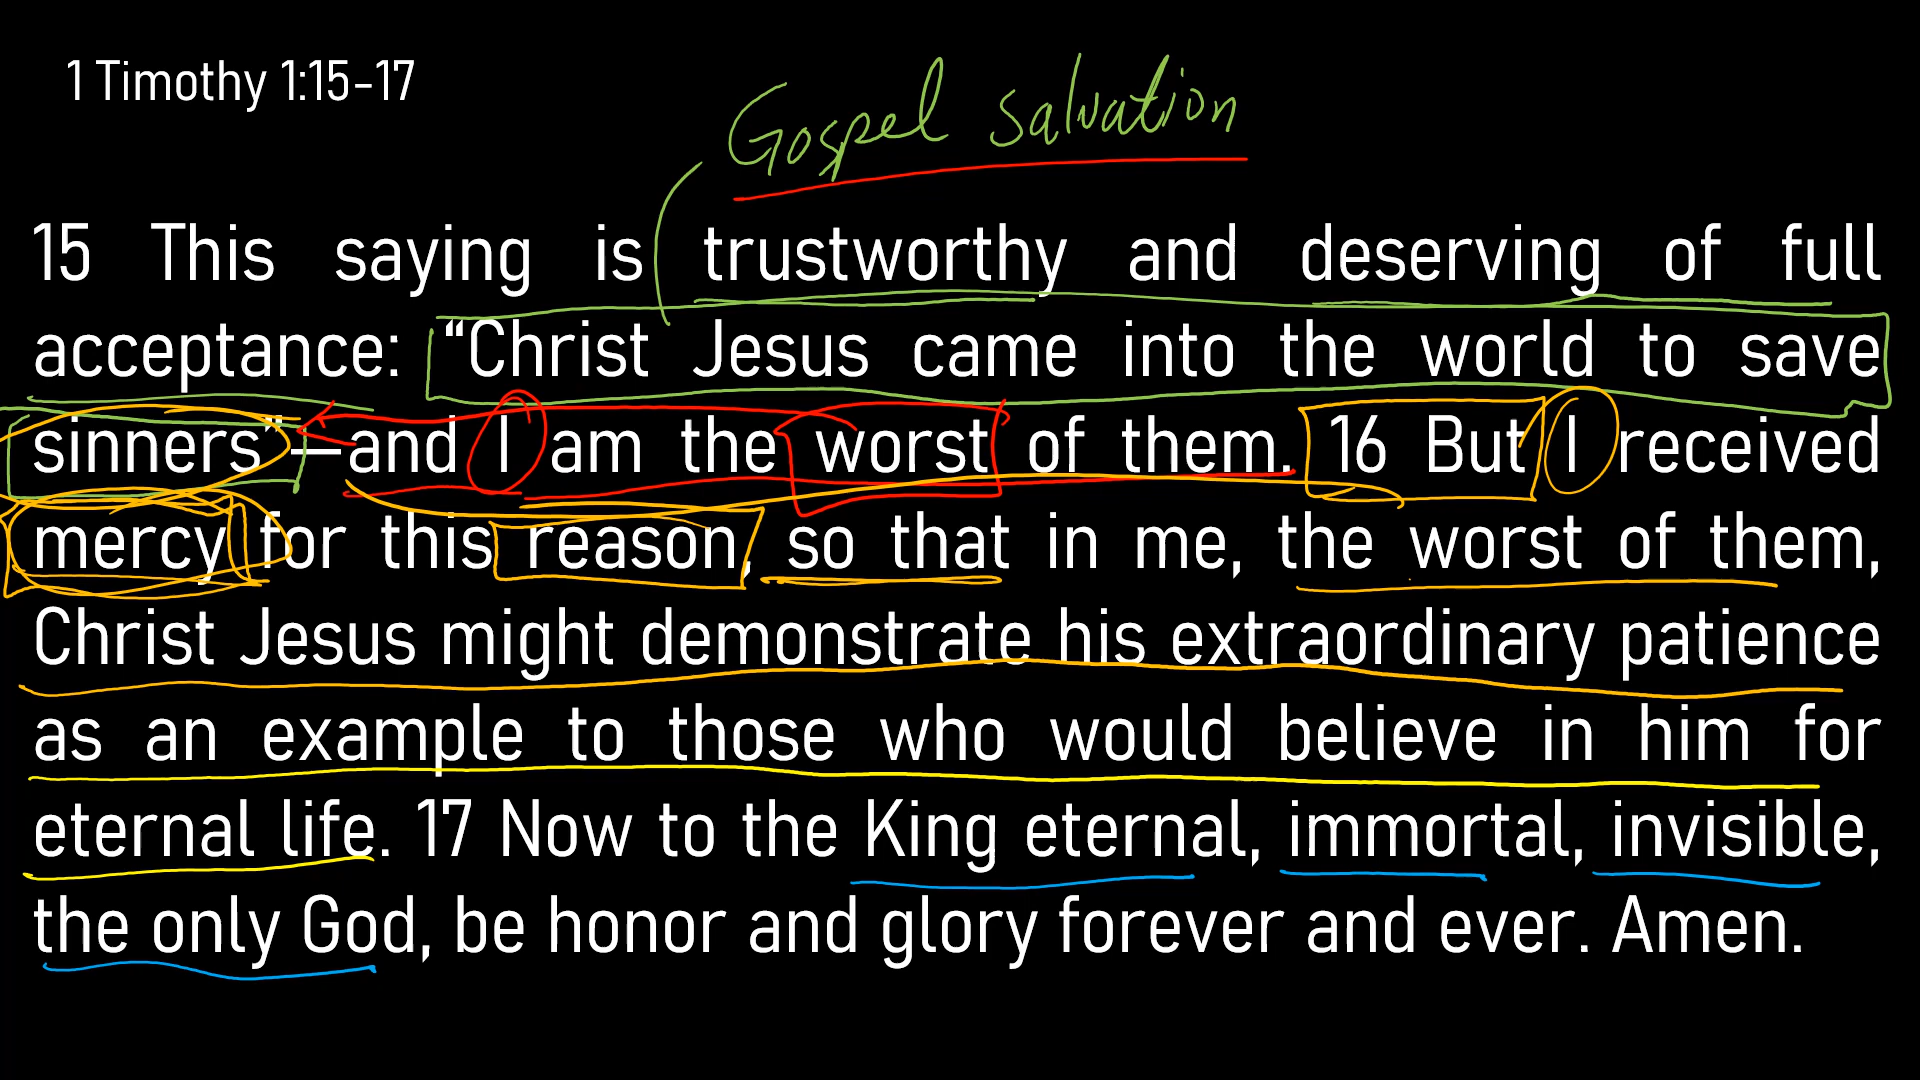 1 Timothy 1:15-17
Gospel salvation
15 This saying is trustworthy and deserving of full
acceptance: “Christ Jesus came into the world to save
sinners”—and I am the worst of them. 16 But I received
mercy for this reason, so that in me, the worst of them,
Christ Jesus might demonstrate his extraordinary patience
as an example to those who would believe in him for
eternal life. 17 Now to the King eternal, immortal, invisible,
the only God, be honor and glory forever and ever. Amen.